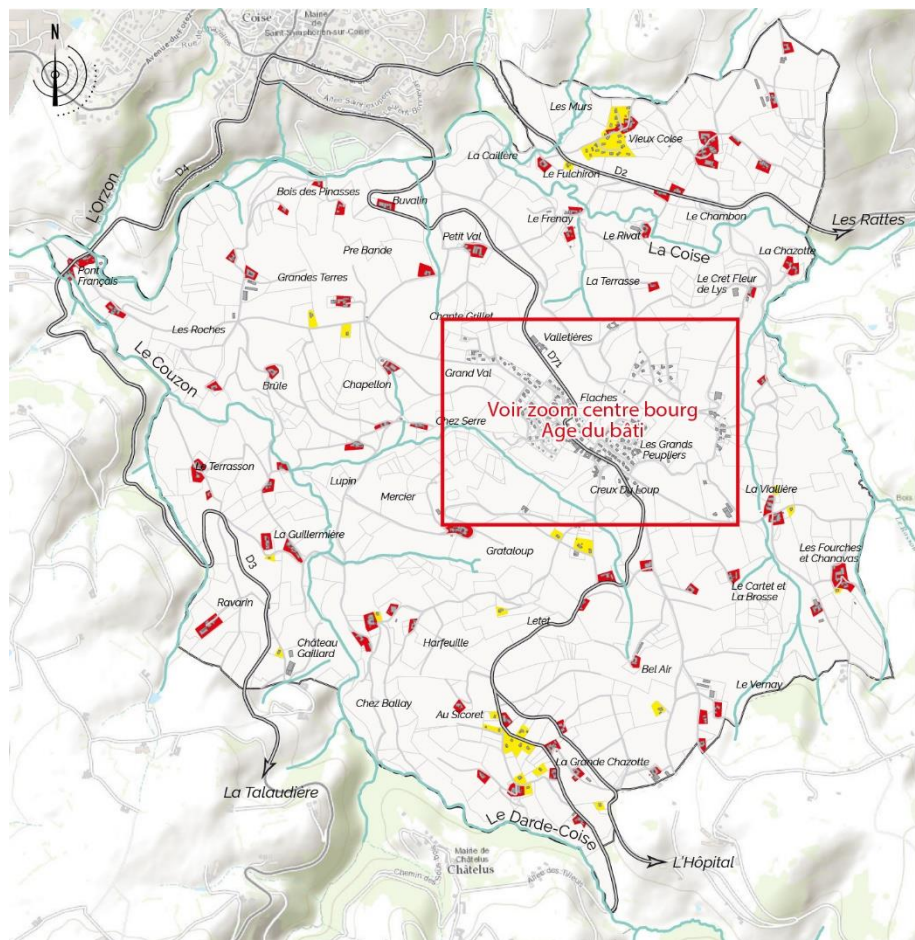 N
Coise
Mairie de
Saint-Symphorien-sur-Coise
Les Murs
Vieux Coise
La Caillère
Le Fulchiron
D2
D4
L'Orzon
Bois des Pinasses
Buvalin
Le Frenay
Le Chambon
Les Rattes
Petit Val
Le Rivat
La Coise
La Chazotte
Pont
Français
Pre Bande
Grandes Terres
La Terrasse
Le Crêt Fleur
de Lys
Chante Grillet
Les Roches
Valletières
D71
Le Couzon
Grand Val
Brûle
Chapellon
Flaches
Voir zoom centre bourg
Age du bâti
Chez Serre
Les Grands
Peupliers
Le Terrasson
Lupin
Mercier
Creux Du Loup
La Viallière
La Guillermière
Grataloup
Les Fourches
et Chanavas
D3
Le Cartet et
La Brosse
Ravarin
Letet
Château
Gaillard
Harfeuille
Bel Air
Le Vernay
Chez Ballay
Au Sicoret
La Grande Chazotte
La Talaudière
Le Darde-Coise
Mairie de
Châtelus
Châtelus
L'Hôpital